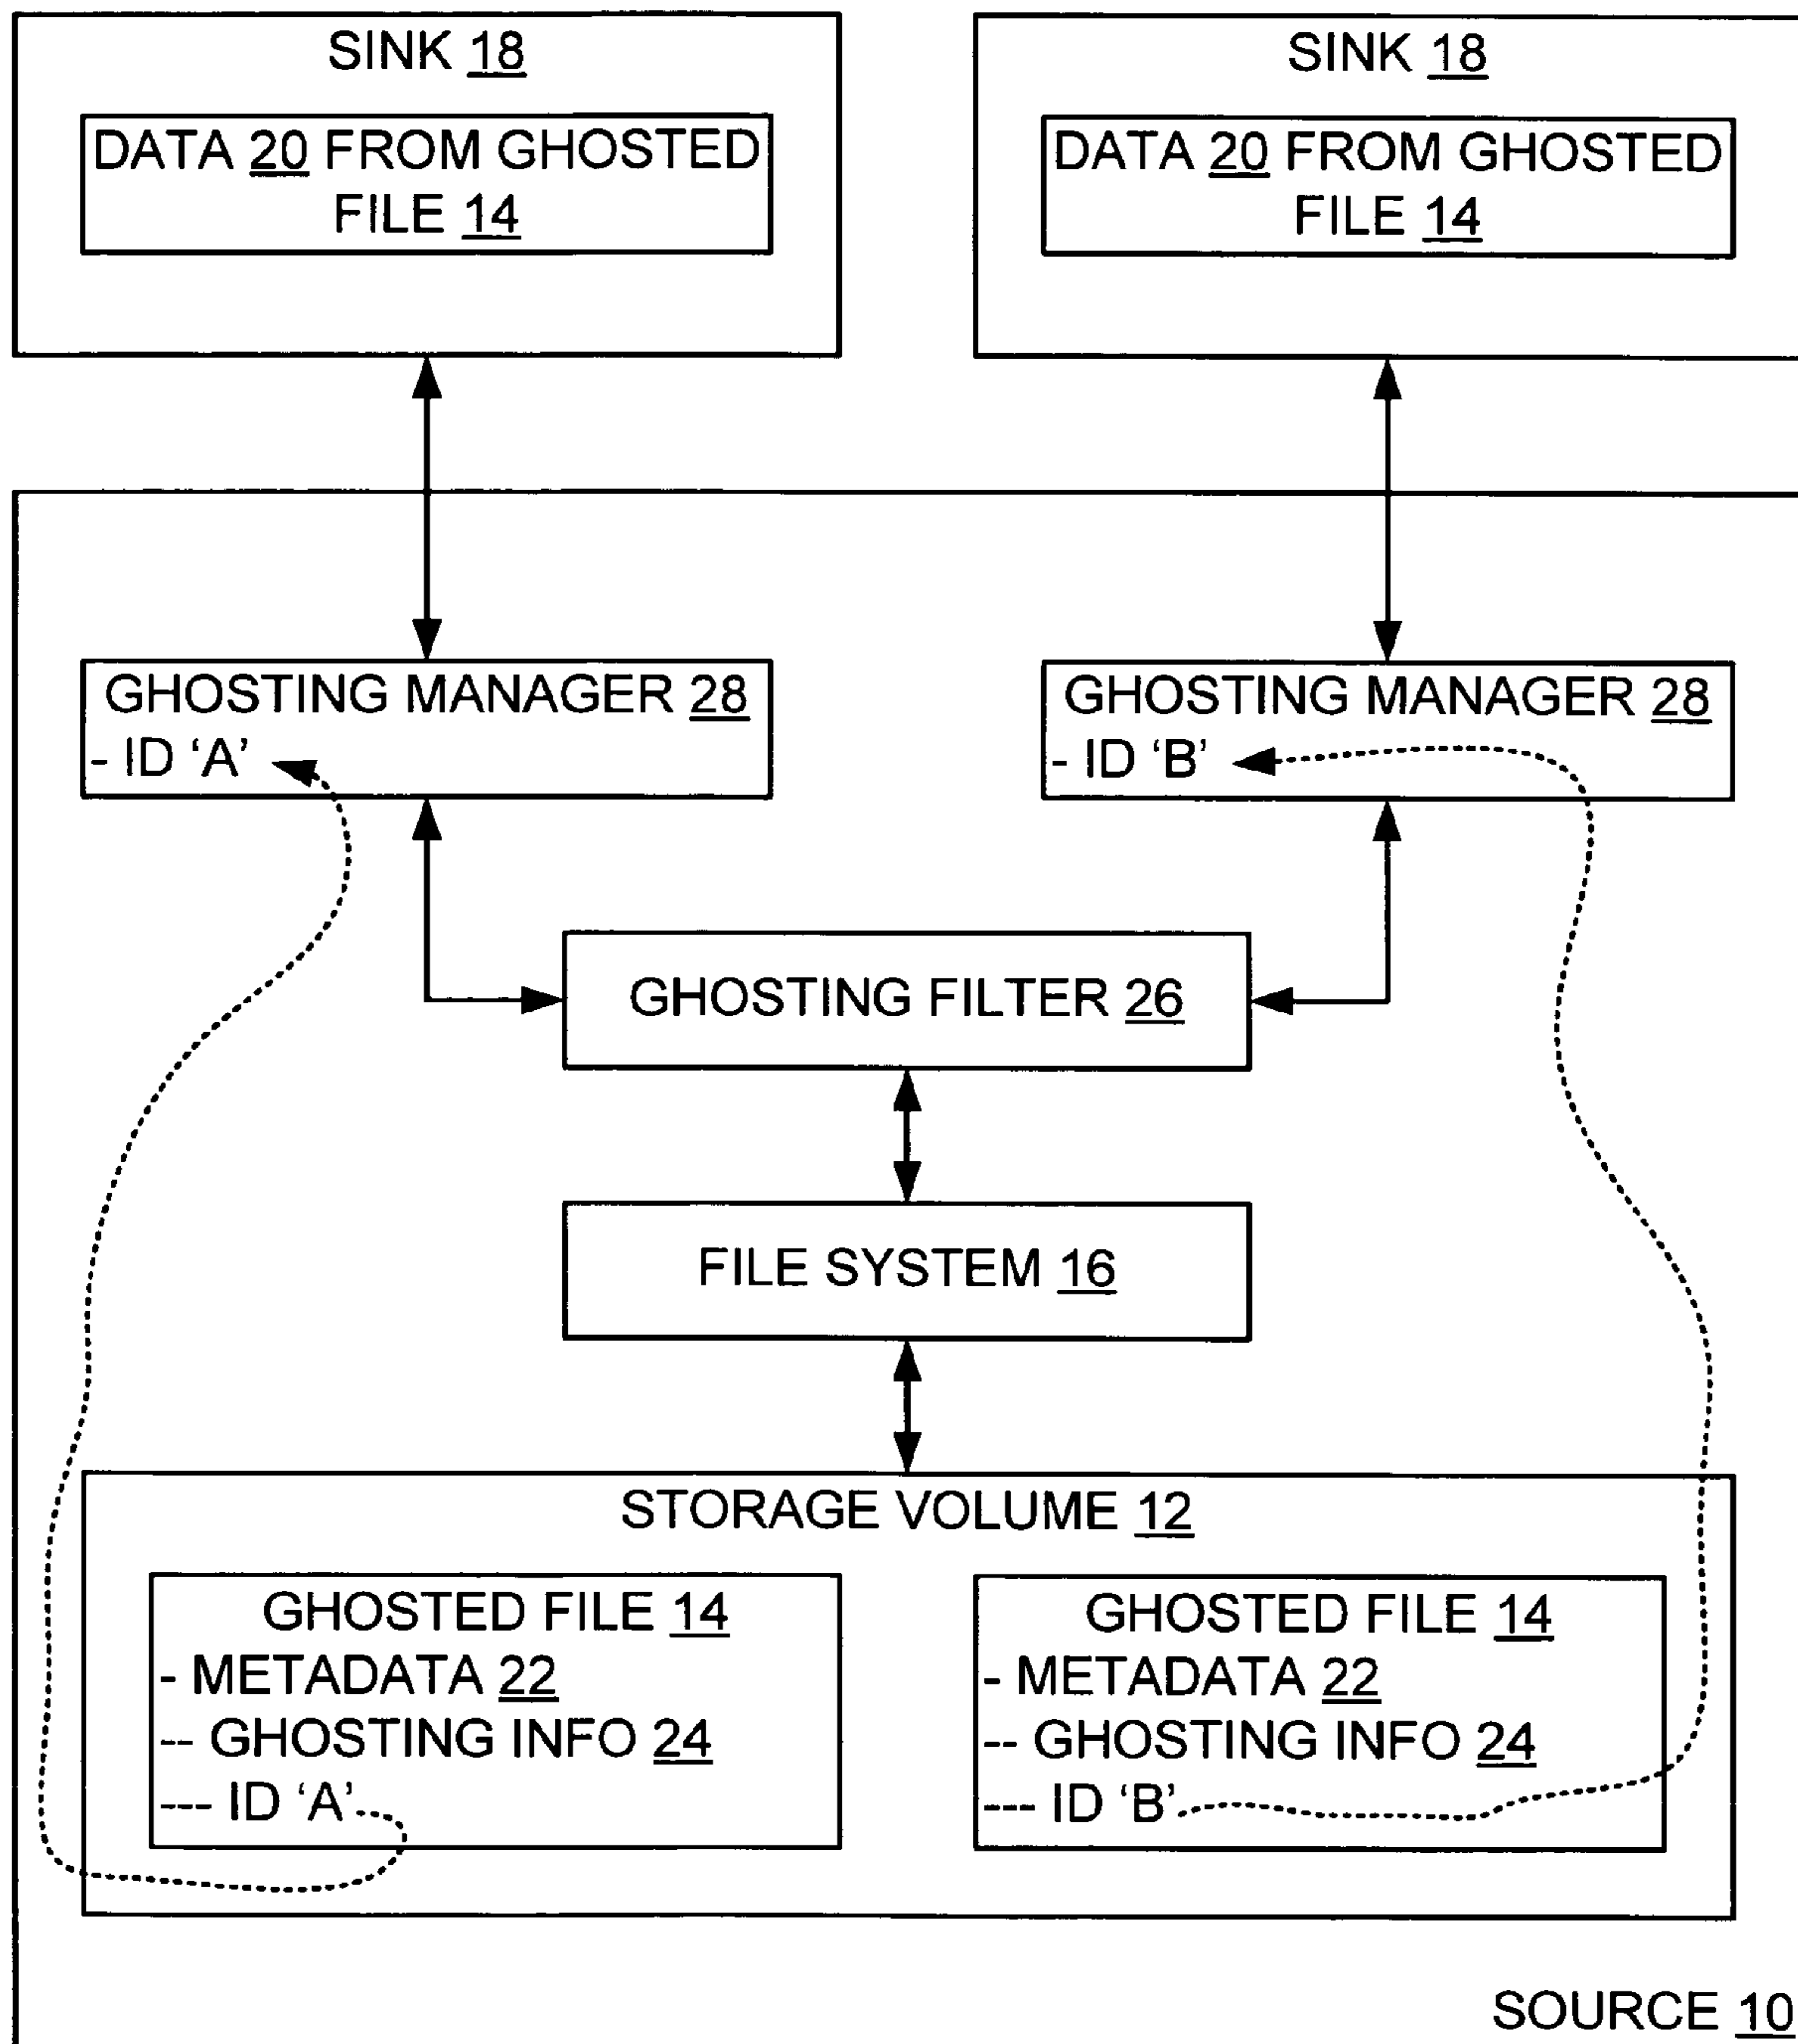 SINK 18
DATA 20 FROM GHOSTED
FILE 14
SINK 18
DATA 20 FROM GHOSTED
FILE 14
GHOSTING MANAGER 28
- ID ‘A’
GHOSTING MANAGER 28
- ID ‘B’
GHOSTING FILTER 26
FILE SYSTEM 16
STORAGE VOLUME 12
GHOSTED FILE 14
- METADATA 22
-- GHOSTING INFO 24
--- ID ‘A’
GHOSTED FILE 14
- METADATA 22
-- GHOSTING INFO 24
--- ID ‘B’
SOURCE 10